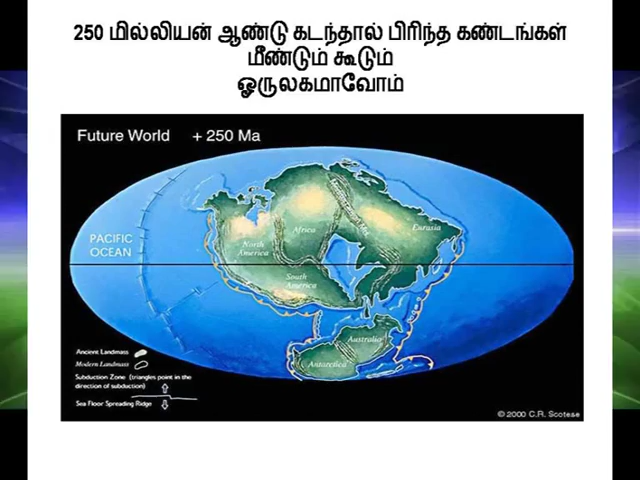 250 மில்லியன் ஆண்டு கடந்தால் பிரிந்த கண்டங்கள்
மீண்டும் கூடும்
ஓருலகமாவோம்
Future World + 250 Ma
PACIFIC
OCEAN
North
America
Africa
Eurasia
South
America
Australia
Antarctica
Ancient Landmass
Modern Landmass
Subduction Zone (triangles point in the
direction of subduction)
Sea Floor Spreading Ridge
© 2000 C.R. Scotese